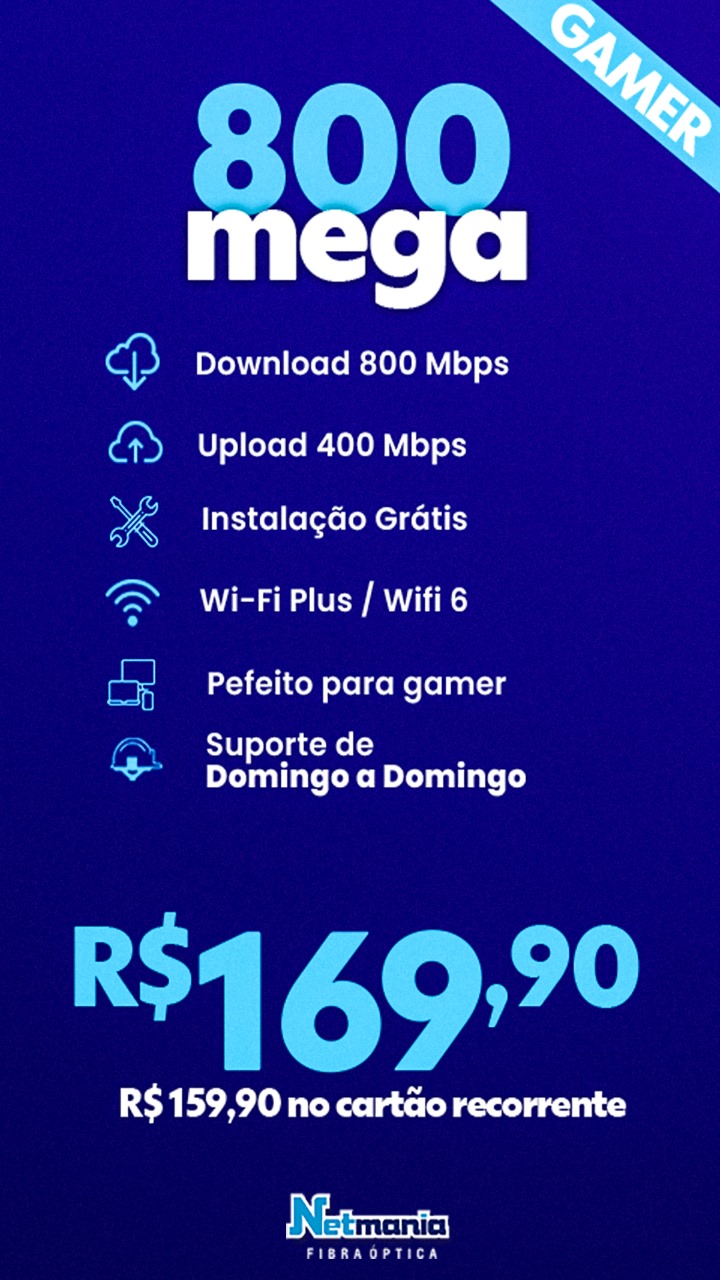 GAMER
800
mega
Download 800 Mbps
Upload 400 Mbps
Instalação Grátis
Wi-Fi Plus / Wifi 6
Pefeito para gamer
Suporte de
Domingo a Domingo
R$169,90
R$ 159,90 no cartão recorrente
Netmania
FIBRA ÓPTICA